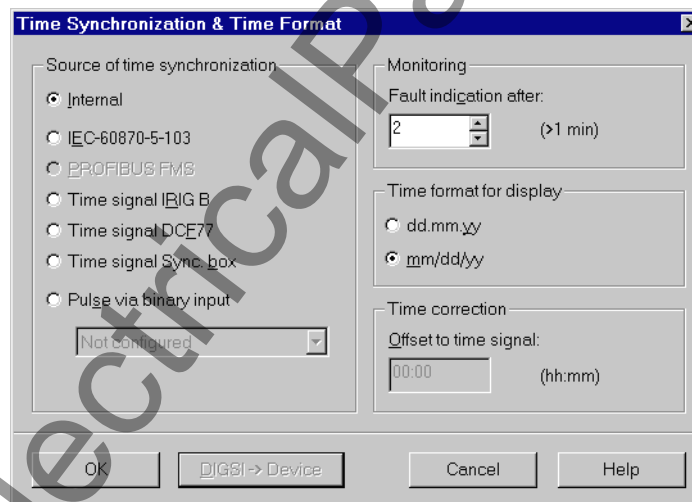 Time Synchronization & Time Format
Source of time synchronization
Internal
IEC-60870-5-103
PROFIBUS FMS
Time signal IRIG B
Time signal DCF77
Time signal Sync. box
Pulse via binary input
Not configured
Monitoring
Fault indication after:
2 (>1 min)
Time format for display
dd.mm.yy
mm/dd/yy
Time correction
Offset to time signal:
00:00 (hh:mm)
OK DIGSI -> Device Cancel Help